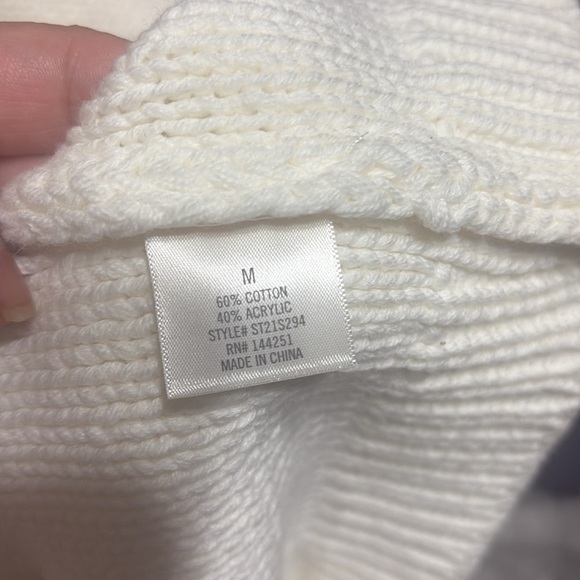 M
60% COTTON
40% ACRYLIC
STYLE# ST21S294
RN# 144251
MADE IN CHINA